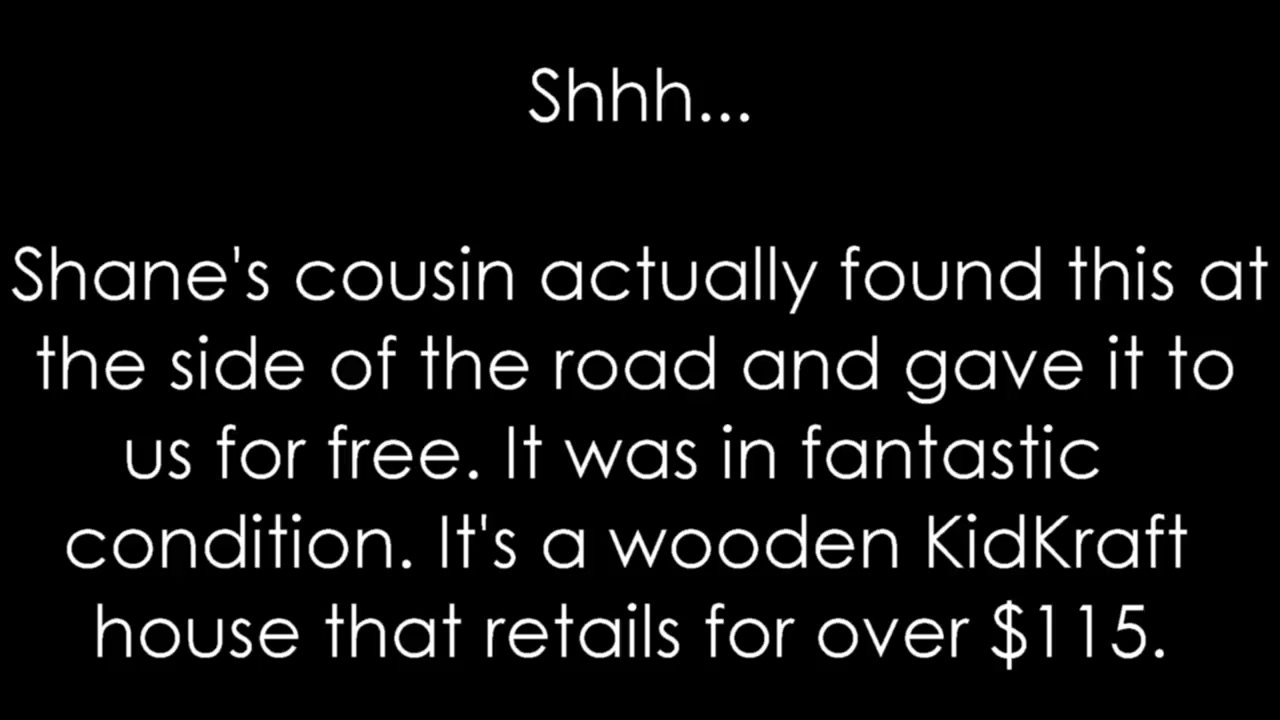 Shhh...
Shane's cousin actually found this at
the side of the road and gave it to
us for free. It was in fantastic
condition. It's a wooden KidKraft
house that retails for over $115.